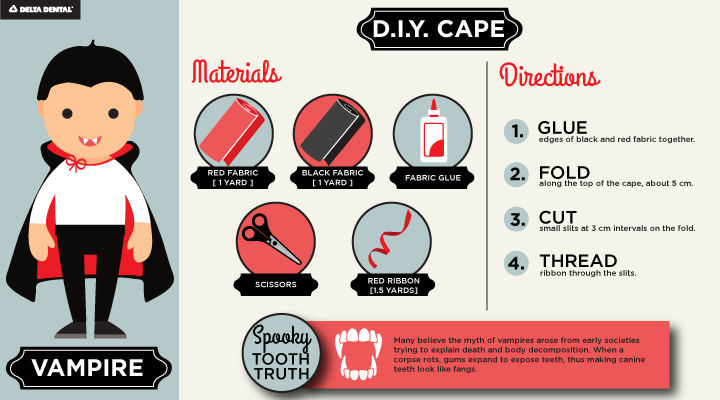 DELTA DENTAL®
D.I.Y. CAPE
Materials
RED FABRIC
[ 1 YARD ]
BLACK FABRIC
[ 1 YARD ]
FABRIC GLUE
SCISSORS
RED RIBBON
[1.5 YARDS]
Directions
1. GLUE
edges of black and red fabric together.
2. FOLD
along the top of the cape, about 5 cm.
3. CUT
small slits at 3 cm intervals on the fold.
4. THREAD
ribbon through the slits.
VAMPIRE
Spooky
TOOTH
TRUTH
Many believe the myth of vampires arose from early societies
trying to explain death and body decomposition. When a
corpse rots, gums expand to expose teeth, thus making canine
teeth look like fangs.